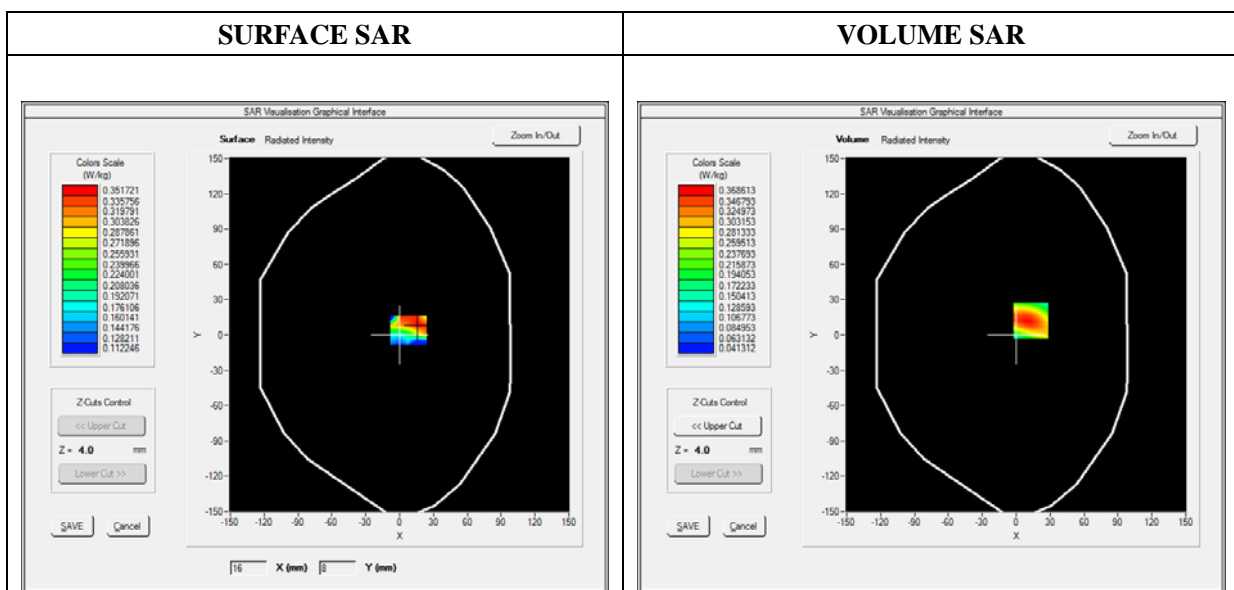 SURFACE SAR
SAR Visualisation Graphical Interface
Surface Radiated Intensity
Zoom In/Out
Colors Scale
(W/kg)
0.351721
0.335756
0.319791
0.303826
0.287861
0.271896
0.255931
0.239966
0.224001
0.208036
0.192071
0.176106
0.160141
0.144176
0.128211
0.112246
Z-Cuts Control
<< Upper Cut
Z = 4.0 mm
Lower Cut >>
SAVE Cancel
150
120
90
60
30
0
-30
-60
-90
-120
-150
Y
-150 -120 -90 -60 -30 0 30 60 90 120 150
X
16 X (mm) 8 Y (mm)
VOLUME SAR
SAR Visualisation Graphical Interface
Volume Radiated Intensity
Zoom In/Out
Colors Scale
(W/kg)
0.368613
0.346793
0.324973
0.303153
0.281333
0.259513
0.237693
0.215873
0.194053
0.172233
0.150413
0.128593
0.106773
0.084953
0.063132
0.041312
Z-Cuts Control
<< Upper Cut
Z = 4.0 mm
Lower Cut >>
SAVE Cancel
150
120
90
60
30
0
-30
-60
-90
-120
-150
Y
-150 -120 -90 -60 -30 0 30 60 90 120 150
X